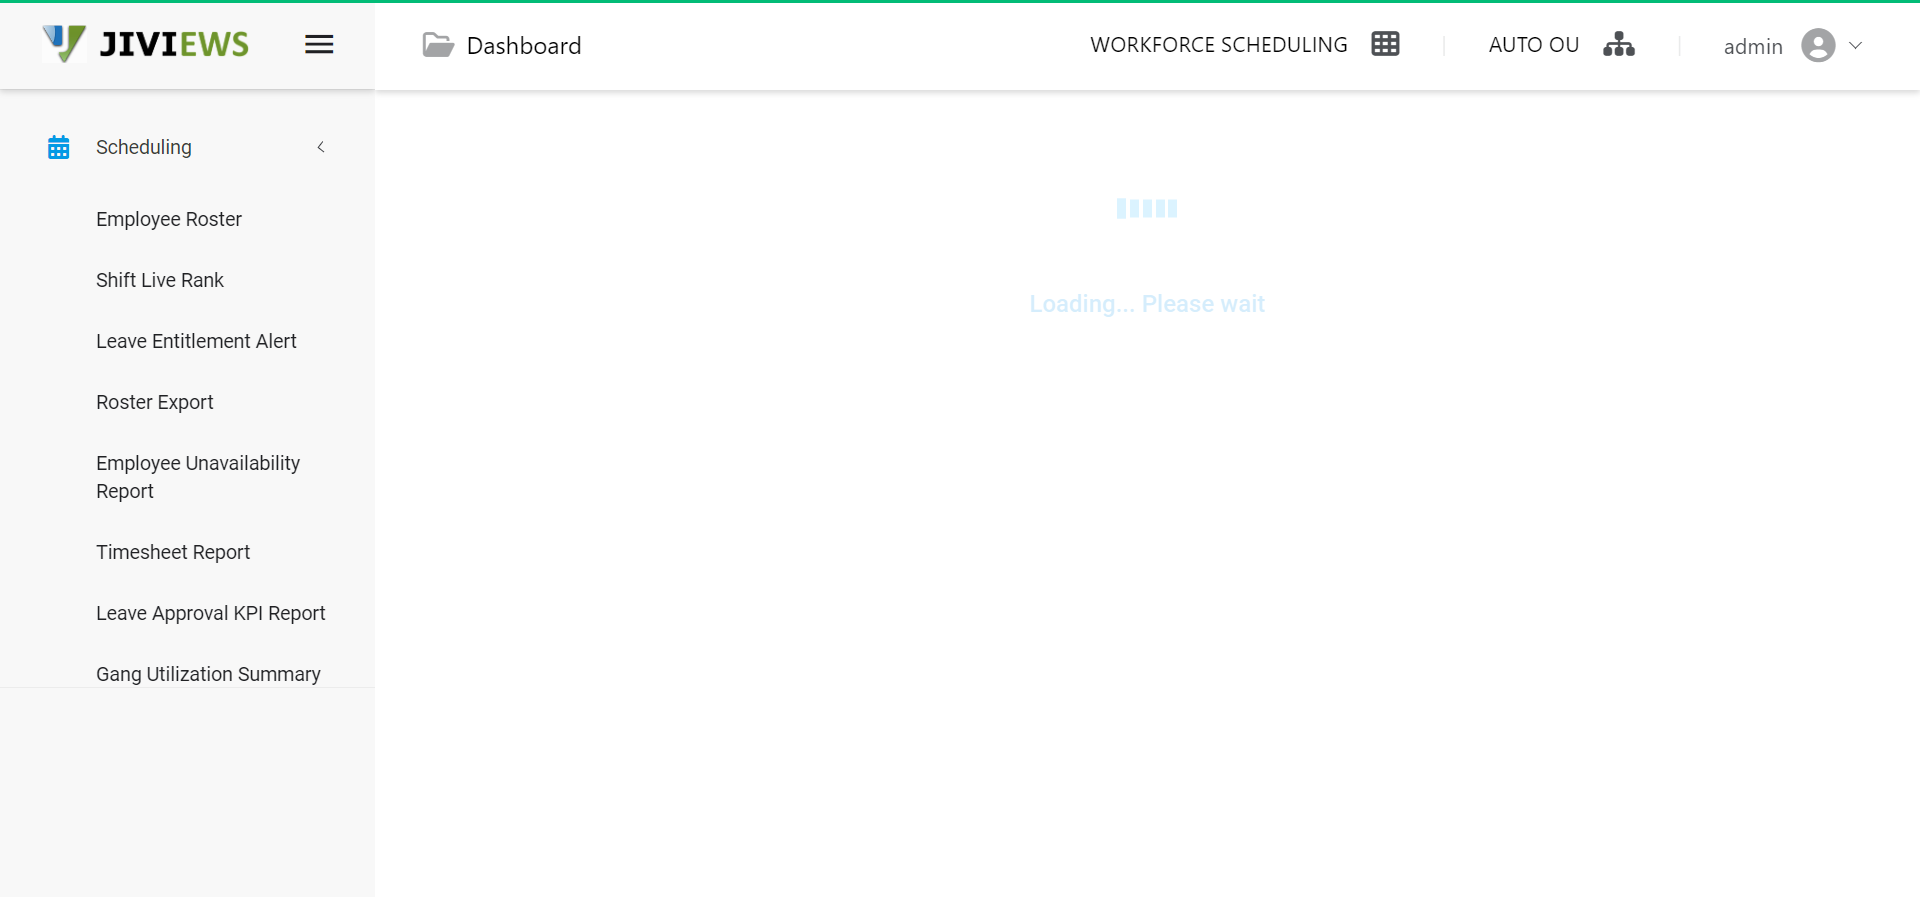 JIVIEWS
Dashboard
WORKFORCE SCHEDULING
AUTO OU
admin
Scheduling
Employee Roster
Shift Live Rank
Leave Entitlement Alert
Roster Export
Employee Unavailability
Report
Timesheet Report
Leave Approval KPI Report
Gang Utilization Summary
Loading... Please wait